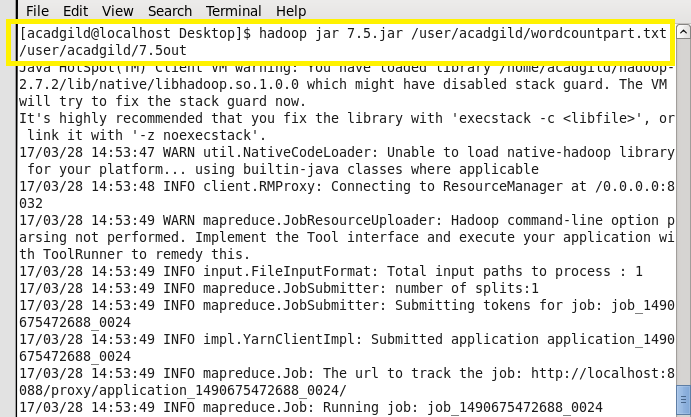 File Edit View Search Terminal Help
[acadgild@localhost Desktop]$ hadoop jar 7.5.jar /user/acadgild/wordcountpart.txt
/user/acadgild/7.5out
Java HotSpot(TM) Client VM warning: You have loaded library /home/acadgild/hadoop-
2.7.2/lib/native/libhadoop.so.1.0.0 which might have disabled stack guard. The VM
will try to fix the stack guard now.
It's highly recommended that you fix the library with 'execstack -c <libfile>', or
link it with '-z noexecstack'.
17/03/28 14:53:47 WARN util.NativeCodeLoader: Unable to load native-hadoop library
for your platform... using builtin-java classes where applicable
17/03/28 14:53:48 INFO client.RMProxy: Connecting to ResourceManager at /0.0.0.0:8
032
17/03/28 14:53:49 WARN mapreduce.JobResourceUploader: Hadoop command-line option p
arsing not performed. Implement the Tool interface and execute your application wi
th ToolRunner to remedy this.
17/03/28 14:53:49 INFO input.FileInputFormat: Total input paths to process : 1
17/03/28 14:53:49 INFO mapreduce.JobSubmitter: number of splits:1
17/03/28 14:53:49 INFO mapreduce.JobSubmitter: Submitting tokens for job: job_1490
675472688_0024
17/03/28 14:53:49 INFO impl.YarnClientImpl: Submitted application application_1490
675472688_0024
17/03/28 14:53:49 INFO mapreduce.Job: The url to track the job: http://localhost:8
088/proxy/application_1490675472688_0024/
17/03/28 14:53:49 INFO mapreduce.Job: Running job: job_1490675472688_0024